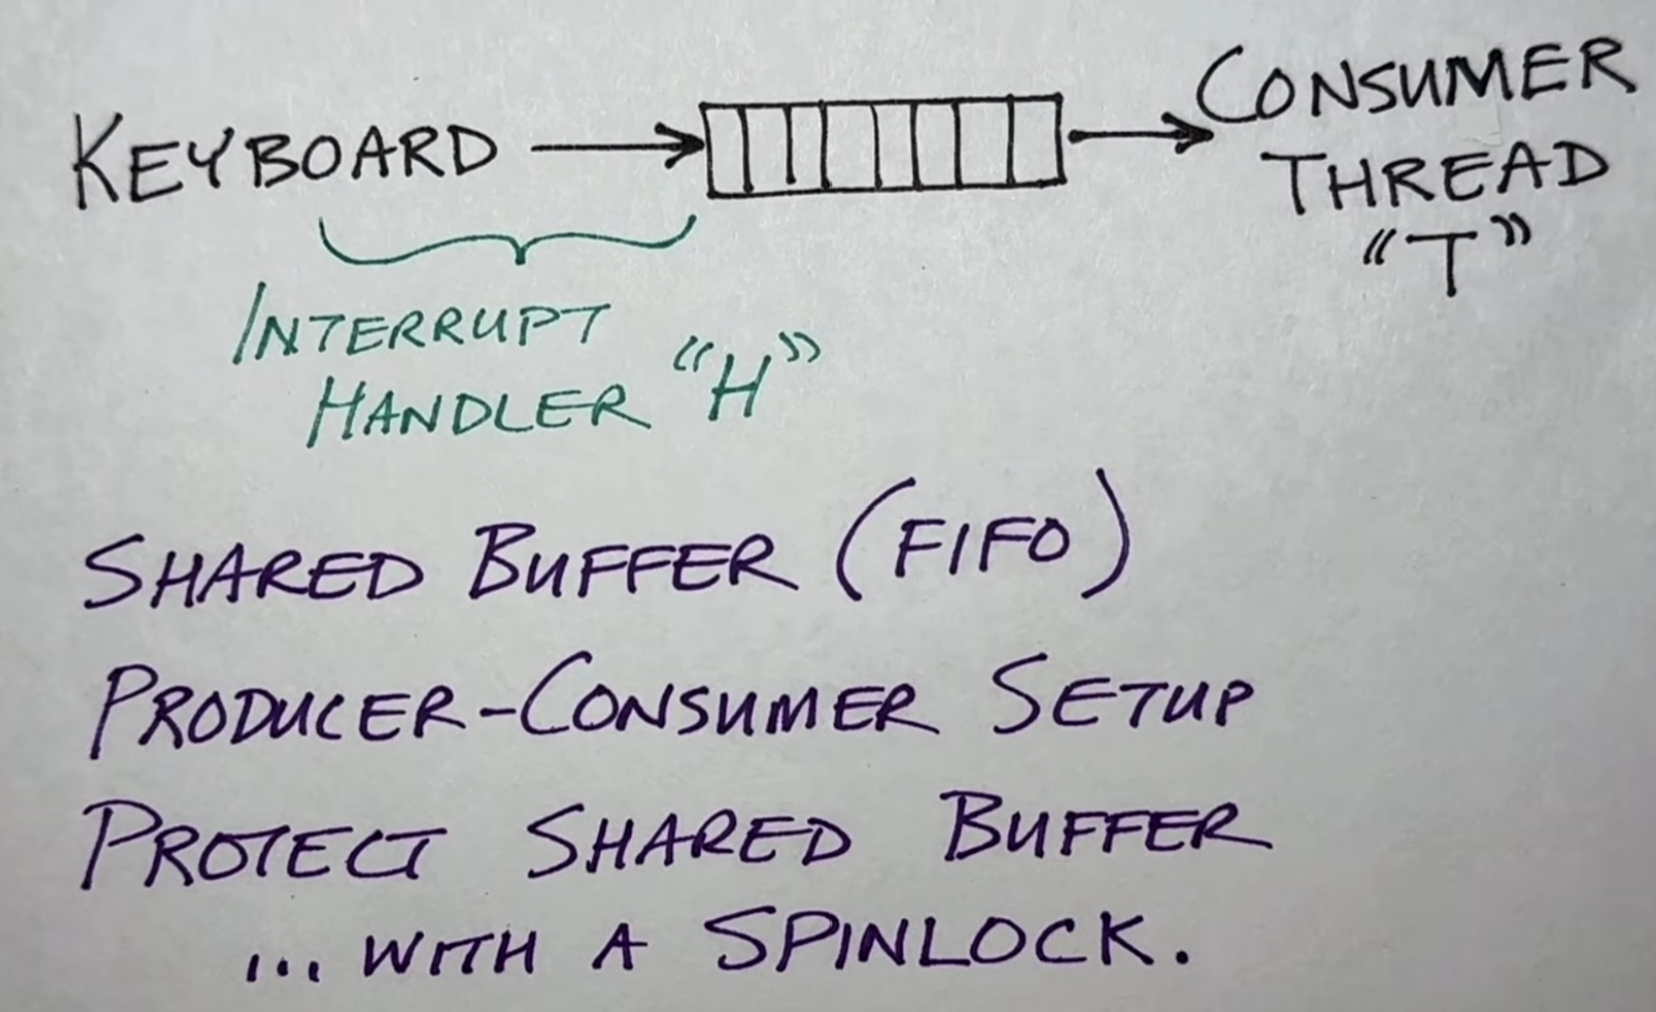 KEYBOARD
CONSUMER
THREAD
"T"
INTERRUPT
HANDLER "H"
SHARED BUFFER (FIFO)
PRODUCER-CONSUMER SETUP
PROTECT SHARED BUFFER
... WITH A SPINLOCK.